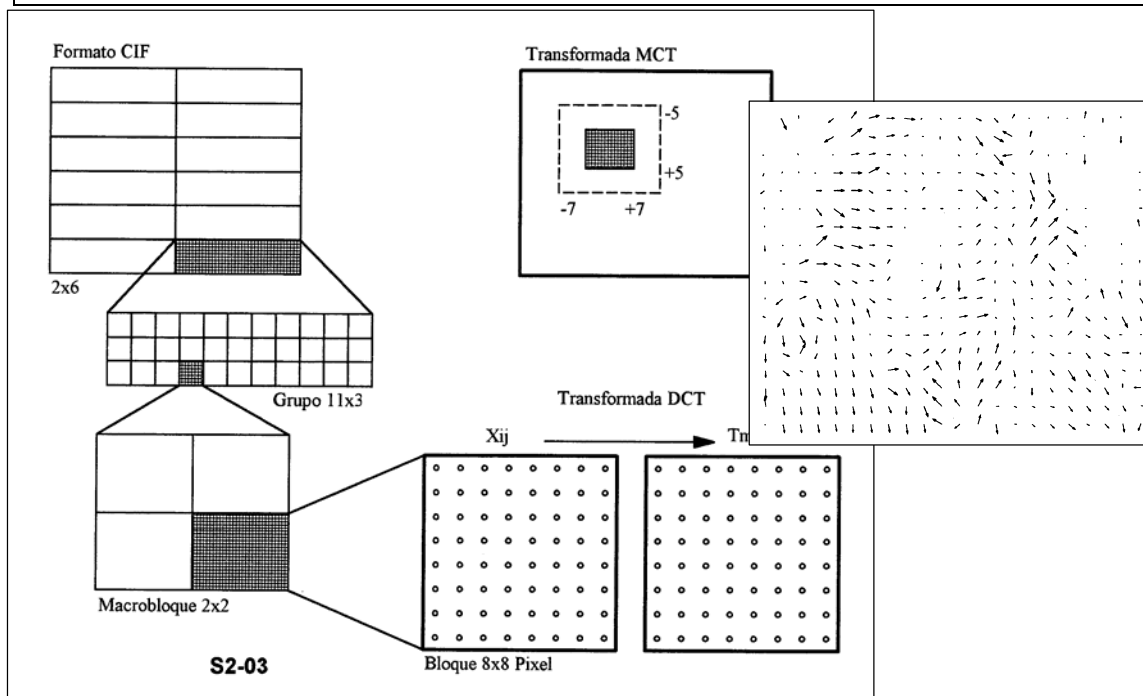 Formato CIF
2x6
Grupo 11x3
Macrobloque 2x2
S2-03
Transformada MCT
-5
+5
-7 +7
Transformada DCT
Xij
Bloque 8x8 Pixel